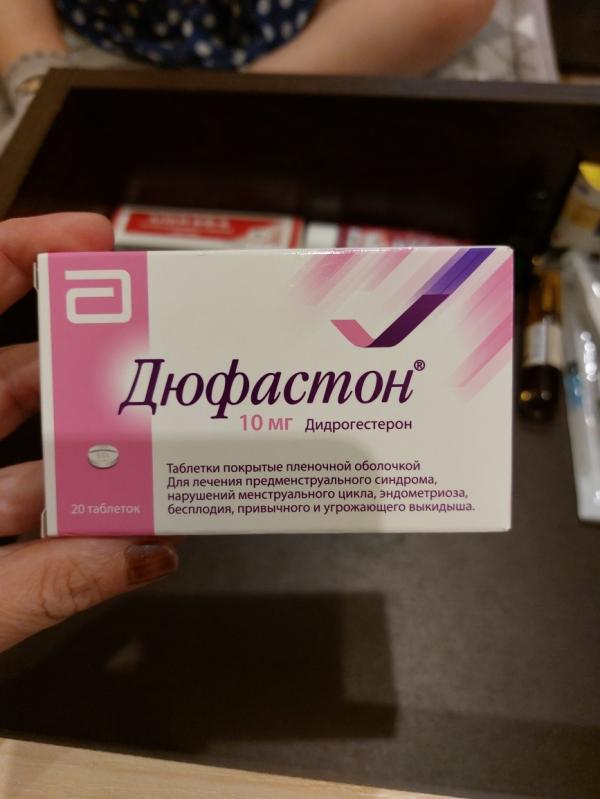 Дюфастон®
10 мг Дидрогестерон
Таблетки покрытые пленочной оболочкой
Для лечения предменструального синдрома,
нарушений менструального цикла, эндометриоза,
бесплодия, привычного и угрожающего выкидыша.
20 таблеток